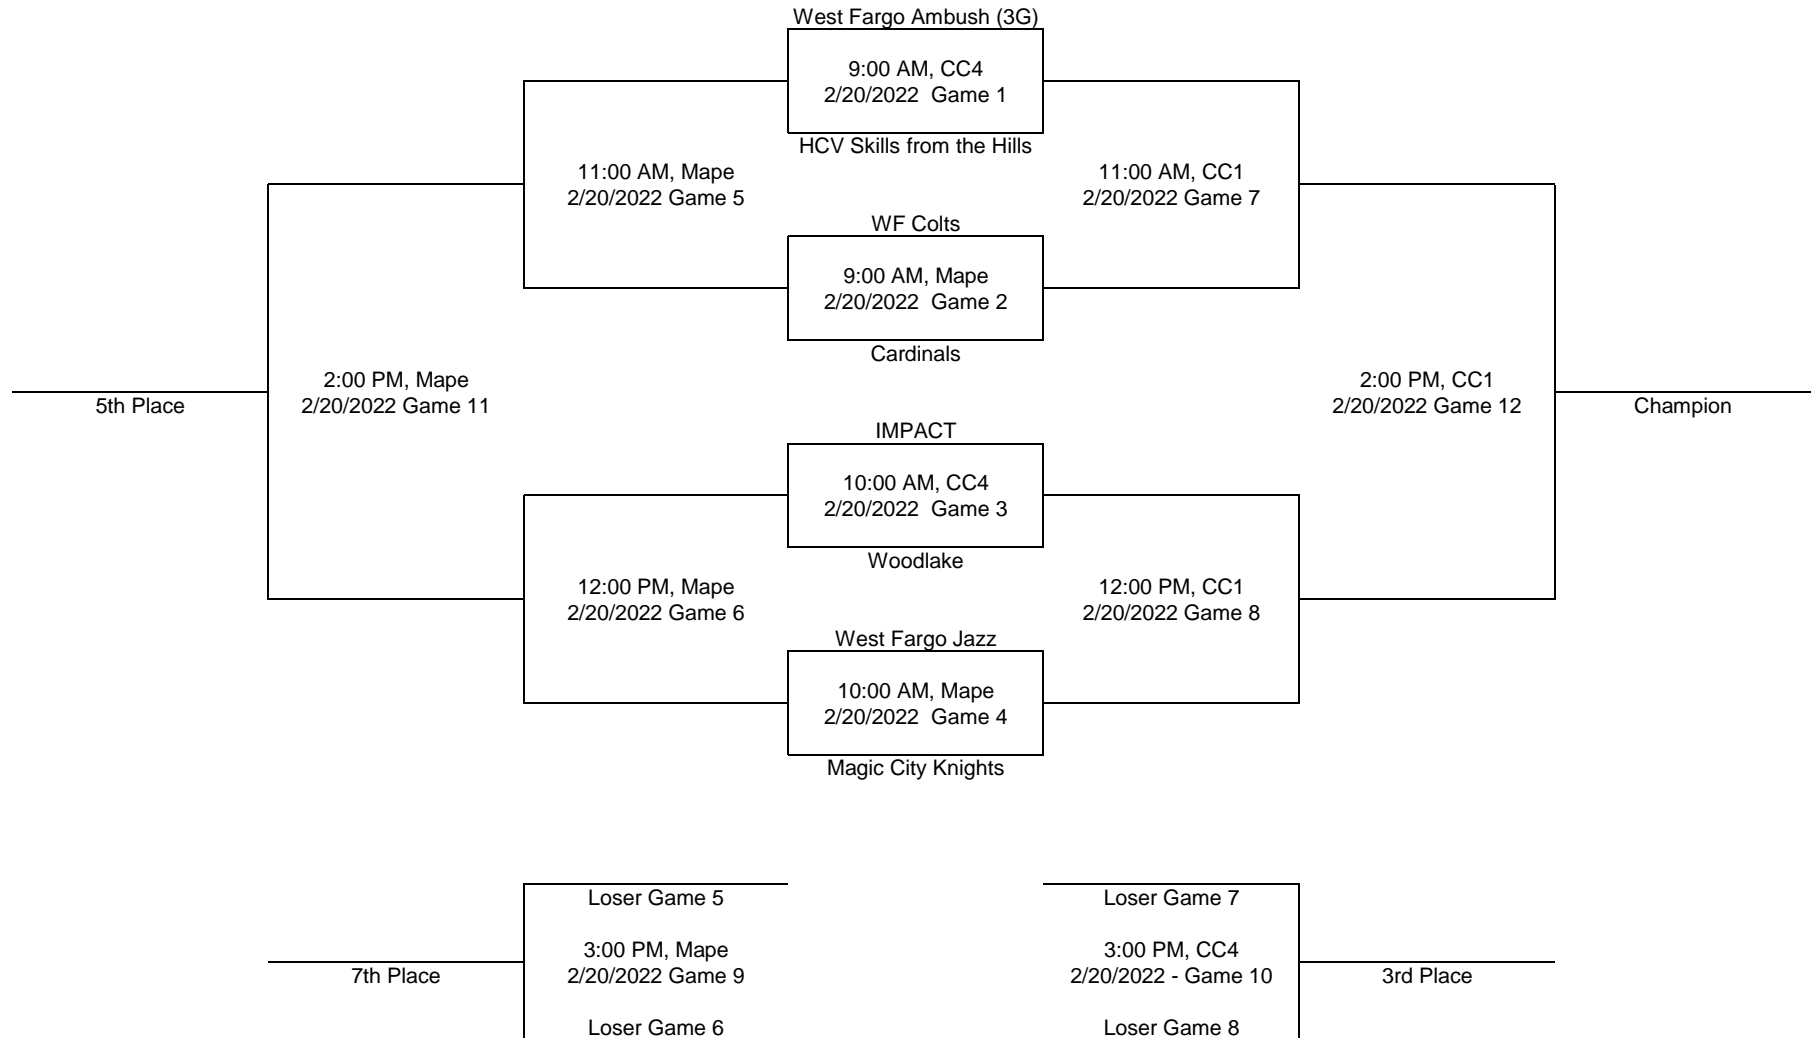 West Fargo Ambush (3G)
9:00 AM, CC4
2/20/2022  Game 1
HCV Skills from the Hills
11:00 AM, Mape
2/20/2022 Game 5
11:00 AM, CC1
2/20/2022 Game 7
WF Colts
9:00 AM, Mape
2/20/2022  Game 2
Cardinals
2:00 PM, Mape
2/20/2022 Game 11
5th Place
2:00 PM, CC1
2/20/2022 Game 12
Champion
IMPACT
10:00 AM, CC4
2/20/2022  Game 3
Woodlake
12:00 PM, Mape
2/20/2022 Game 6
12:00 PM, CC1
2/20/2022 Game 8
West Fargo Jazz
10:00 AM, Mape
2/20/2022  Game 4
Magic City Knights
Loser Game 5
3:00 PM, Mape
2/20/2022 Game 9
7th Place
Loser Game 6
Loser Game 7
3:00 PM, CC4
2/20/2022 - Game 10
3rd Place
Loser Game 8